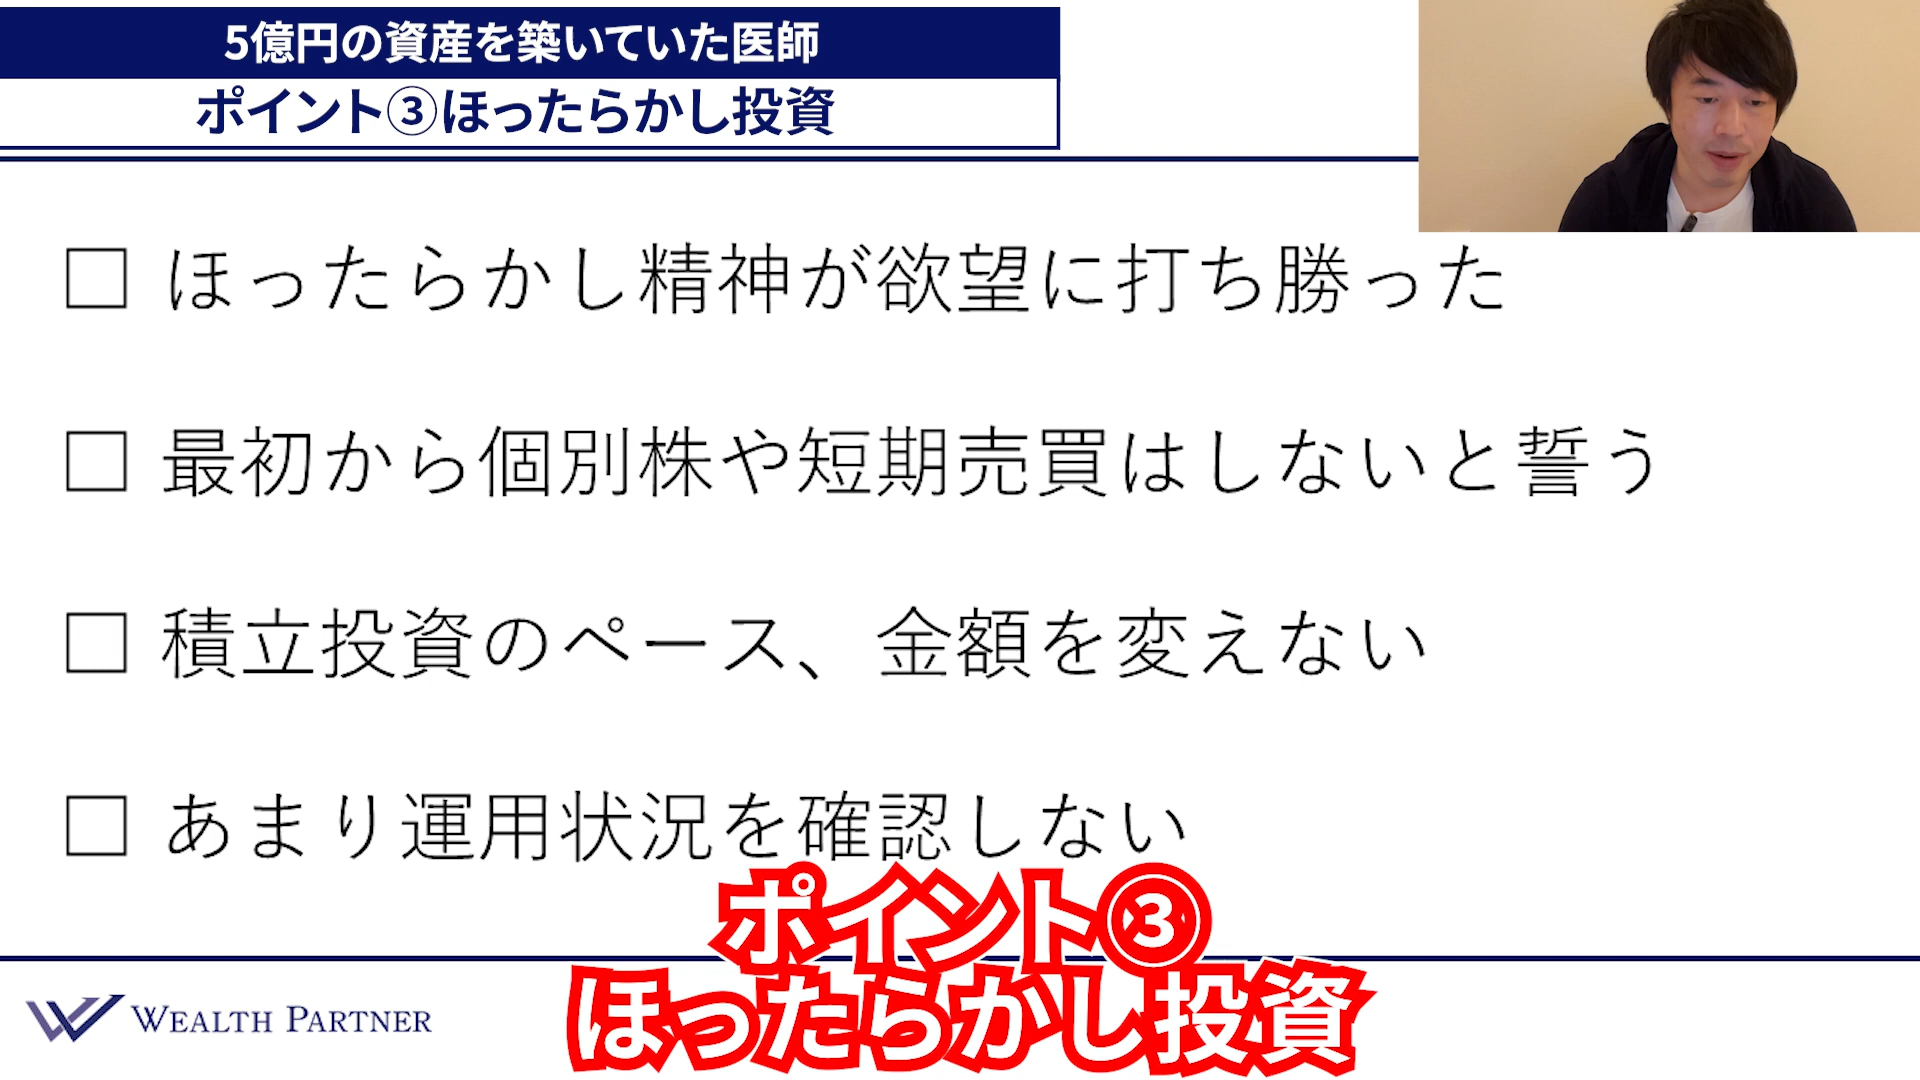 5億円の資産を築いていた医師
ポイント③ほったらかし投資
□ ほったらかし精神が欲望に打ち勝った
□ 最初から個別株や短期売買はしないと誓う
□ 積立投資のペース、金額を変えない
□ あまり運用状況を確認しない
ポイント③
ほったらかし投資
WEALTH PARTNER